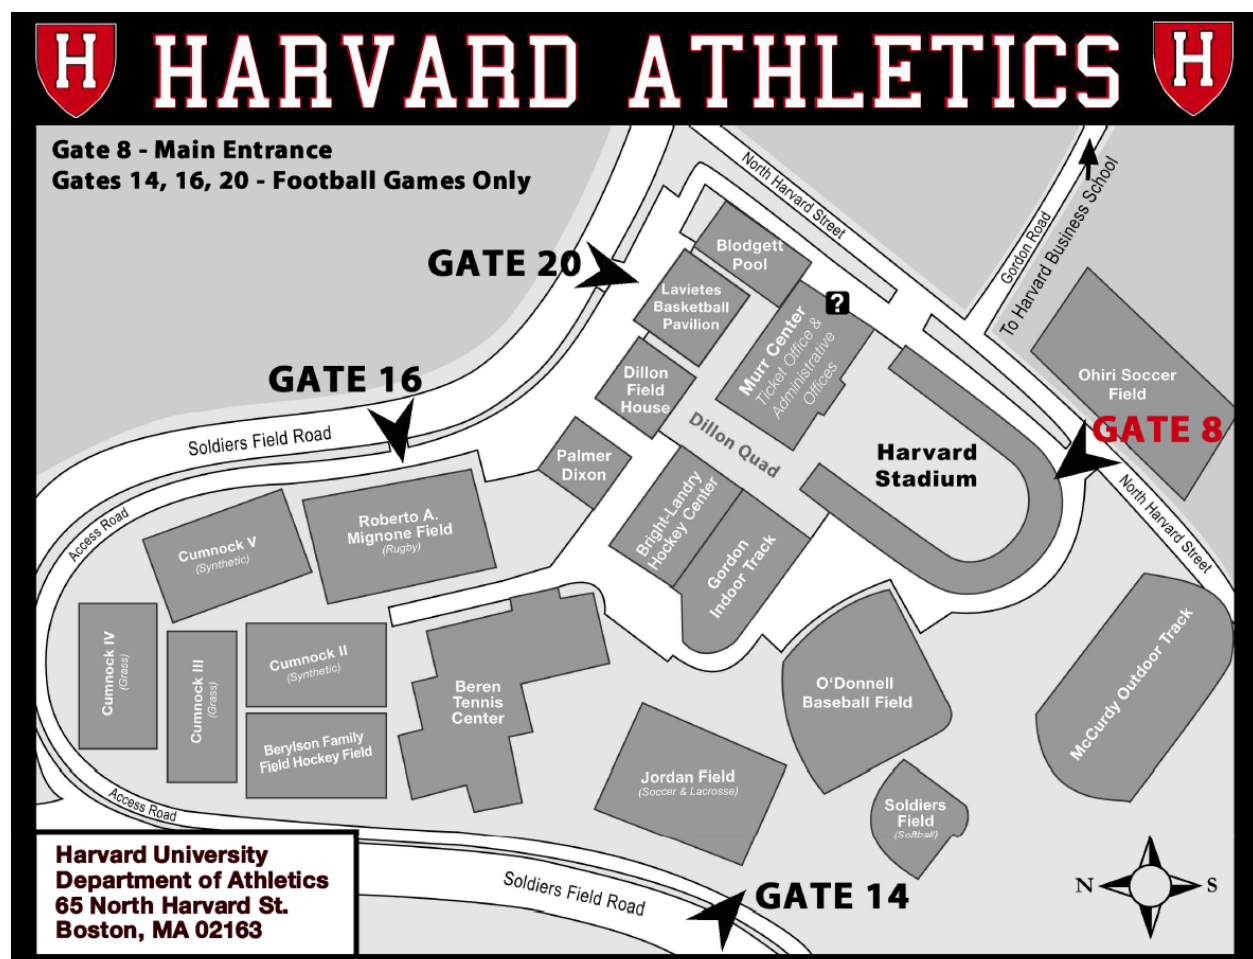 H
HARVARD ATHLETICS
H
Gate 8 - Main Entrance
Gates 14, 16, 20 - Football Games Only
North Harvard Street
Gordon Road
To Harvard Business School
GATE 20
Blodgett
Pool
Lavietes
Basketball
Pavilion
?
Murr Center
Ticket Office &
Administrative
Offices
Dillon
Field
House
Ohiri Soccer
Field
GATE 16
GATE 8
Soldiers Field Road
Dillon Quad
Harvard
Stadium
Palmer
Dixon
Bright-Landry
Hockey Center
Gordon
Indoor Track
North Harvard Street
Access Road
Cumnock V
(Synthetic)
Roberto A.
Mignone Field
(Rugby)
Cumnock IV
(Grass)
Cumnock III
(Grass)
Cumnock II
(Synthetic)
Berylson Family
Field Hockey Field
Beren
Tennis
Center
O'Donnell
Baseball Field
McCurdy Outdoor Track
Jordan Field
(Soccer & Lacrosse)
Soldiers
Field
(Softball)
Access Road
Harvard University
Department of Athletics
65 North Harvard St.
Boston, MA 02163
Soldiers Field Road
GATE 14
N
S